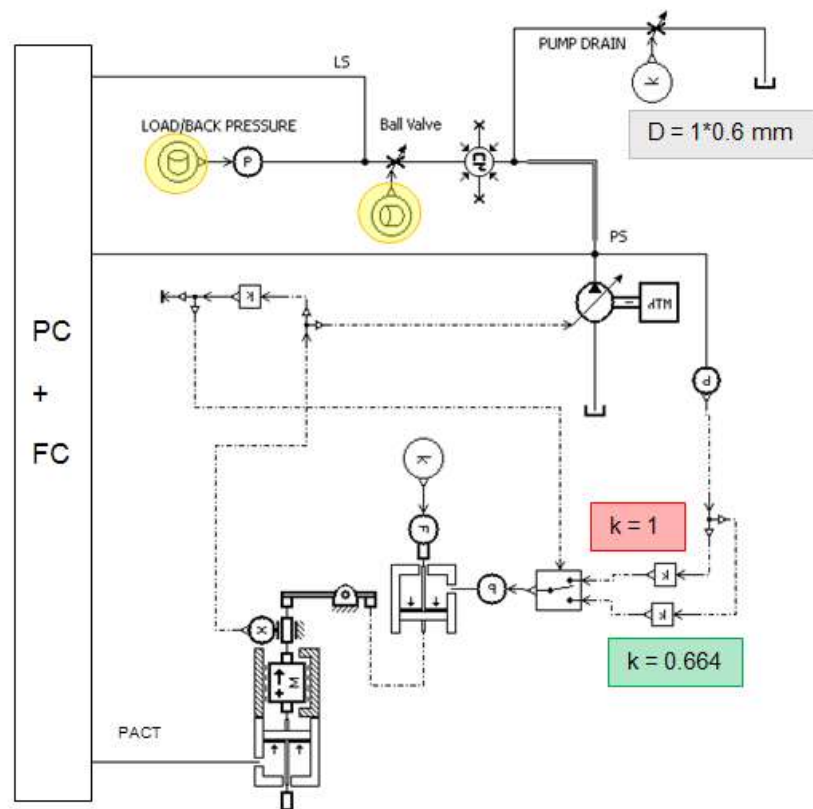 PUMP DRAIN
k
D = 1*0.6 mm
LS
LOAD/BACK PRESSURE
Ball Valve
P
PS
k
MTP
PC
+
FC
P
k
F
k = 1
k
P
k
X
M
k = 0.664
PACT